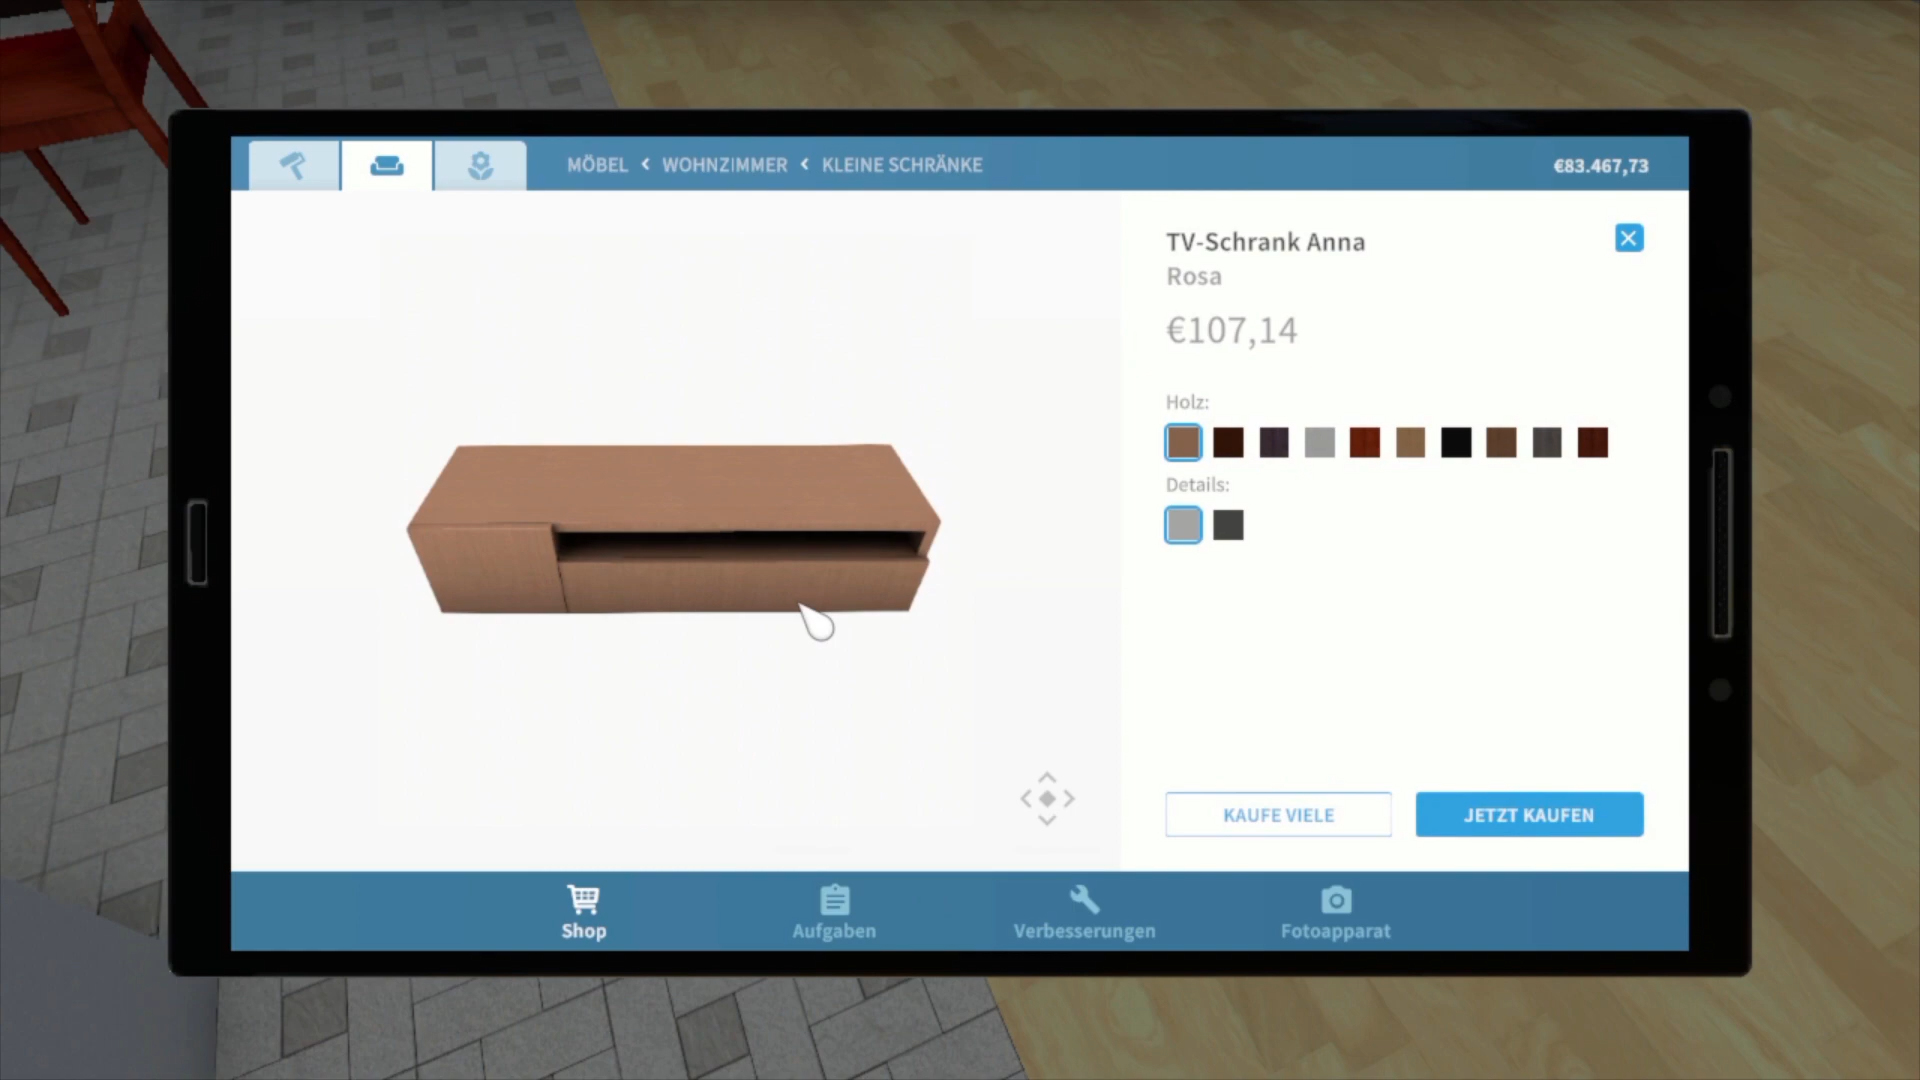 MÖBEL < WOHNZIMMER < KLEINE SCHRÄNKE
€83.467,73
TV-Schrank Anna
Rosa
€107,14
Holz:
Details:
KAUFE VIELE
JETZT KAUFEN
Shop
Aufgaben
Verbesserungen
Fotoapparat